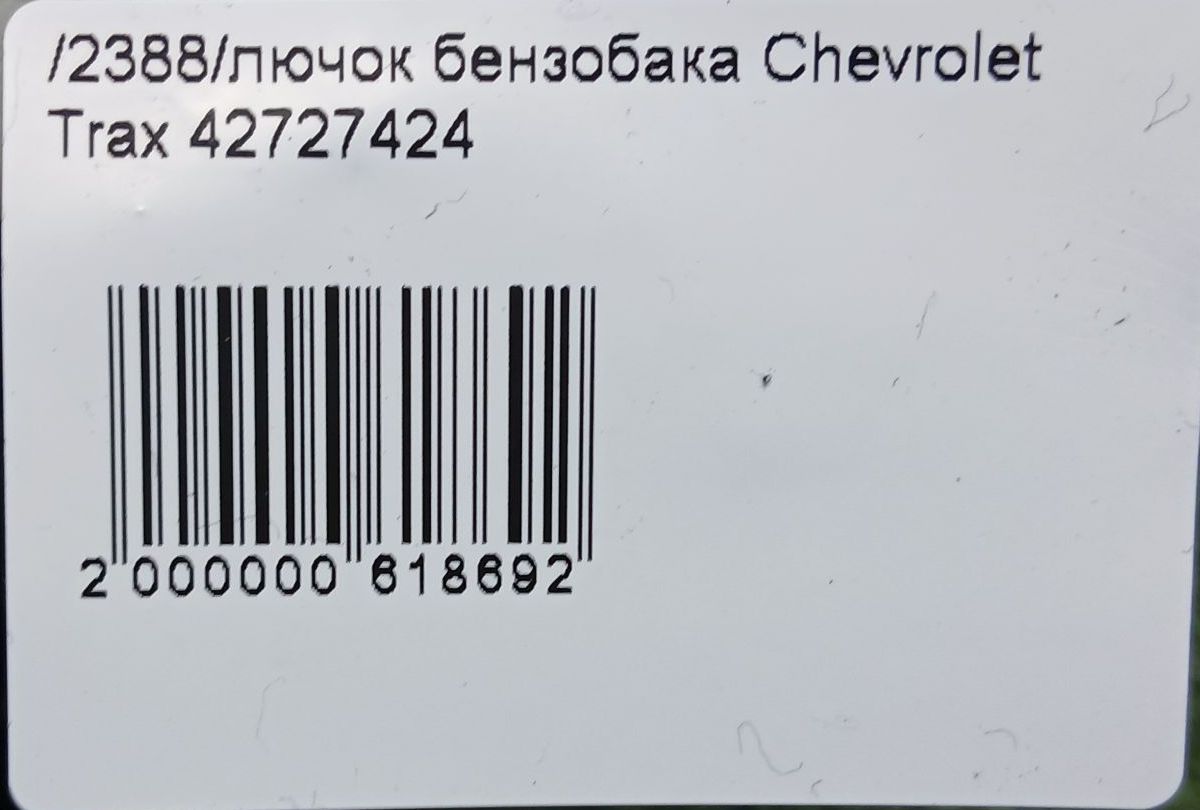 /2388/лючок бензобака Chevrolet
Trax 42727424
2 000000 618692